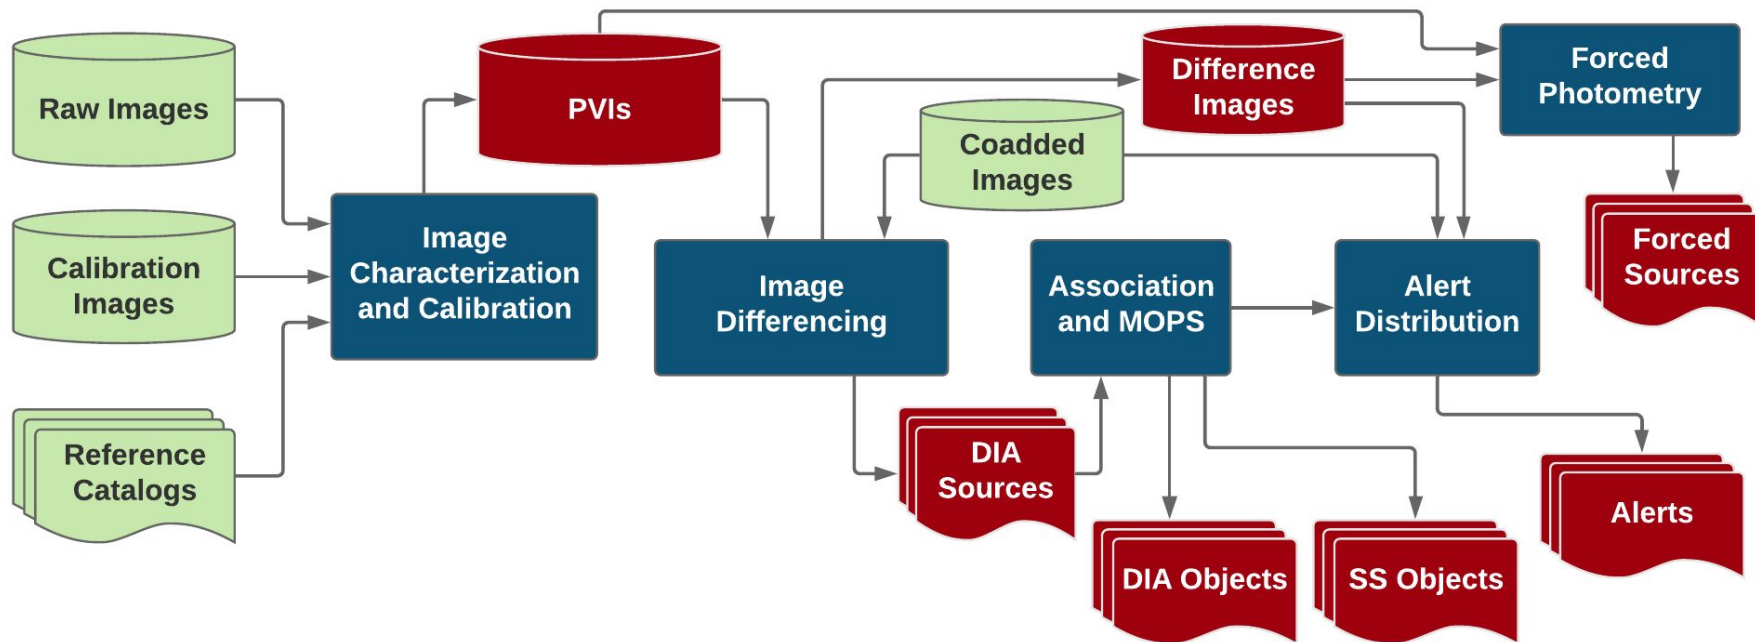 Raw Images
PVIs
Difference
Images
Forced
Photometry
Coadded
Images
Calibration
Images
Image
Characterization
and Calibration
Image
Differencing
Association
and MOPS
Alert
Distribution
Forced
Sources
Reference
Catalogs
DIA
Sources
DIA Objects
SS Objects
Alerts